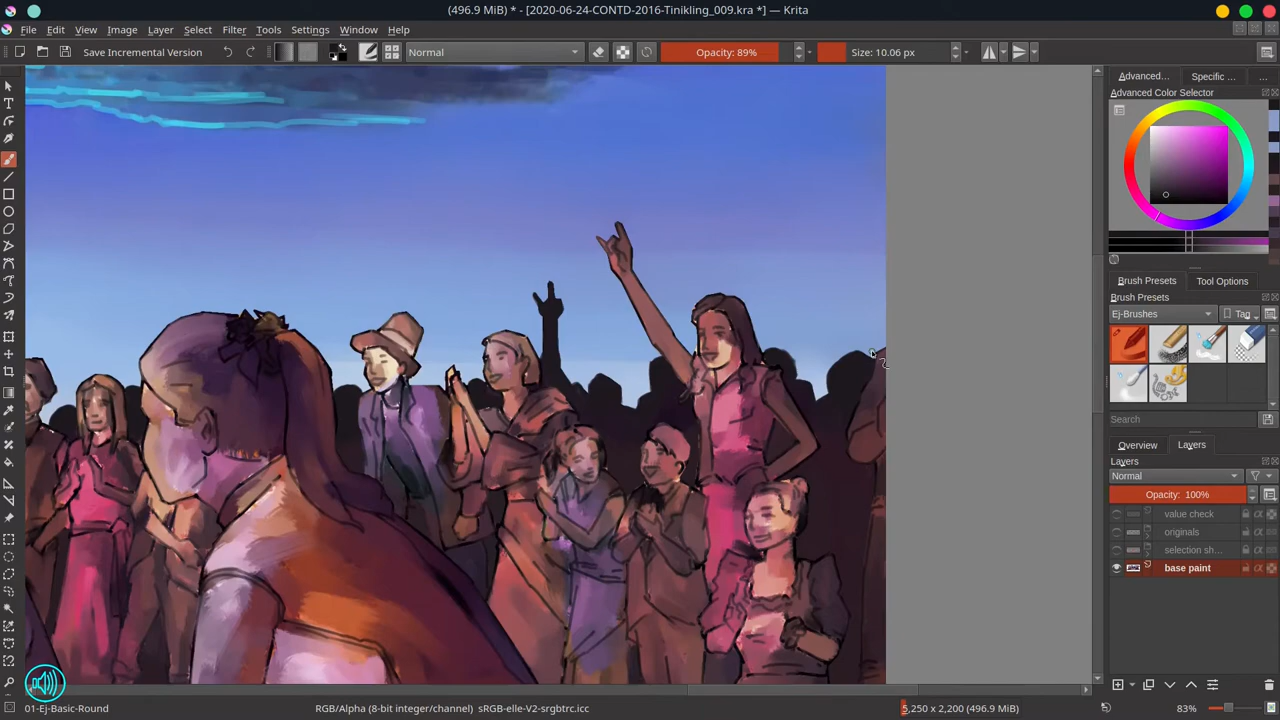 (496.9 MiB) * - [2020-06-24-CONTD-2016-Tinikling_009.kra *] — Krita
File Edit View Image Layer Select Filter Tools Settings Window Help
Save Incremental Version Normal Opacity: 89% Size: 10.06 px
Advanced... Specific ... ...
Advanced Color Selector
Brush Presets Tool Options
Brush Presets
Ej-Brushes Tag
Search
Overview Layers
Layers
Normal
Opacity: 100%
value check
originals
selection sh...
base paint
01-Ej-Basic-Round RGB/Alpha (8-bit integer/channel) sRGB-elle-V2-srgbtrc.icc 5,250 x 2,200 (496.9 MiB) 83%